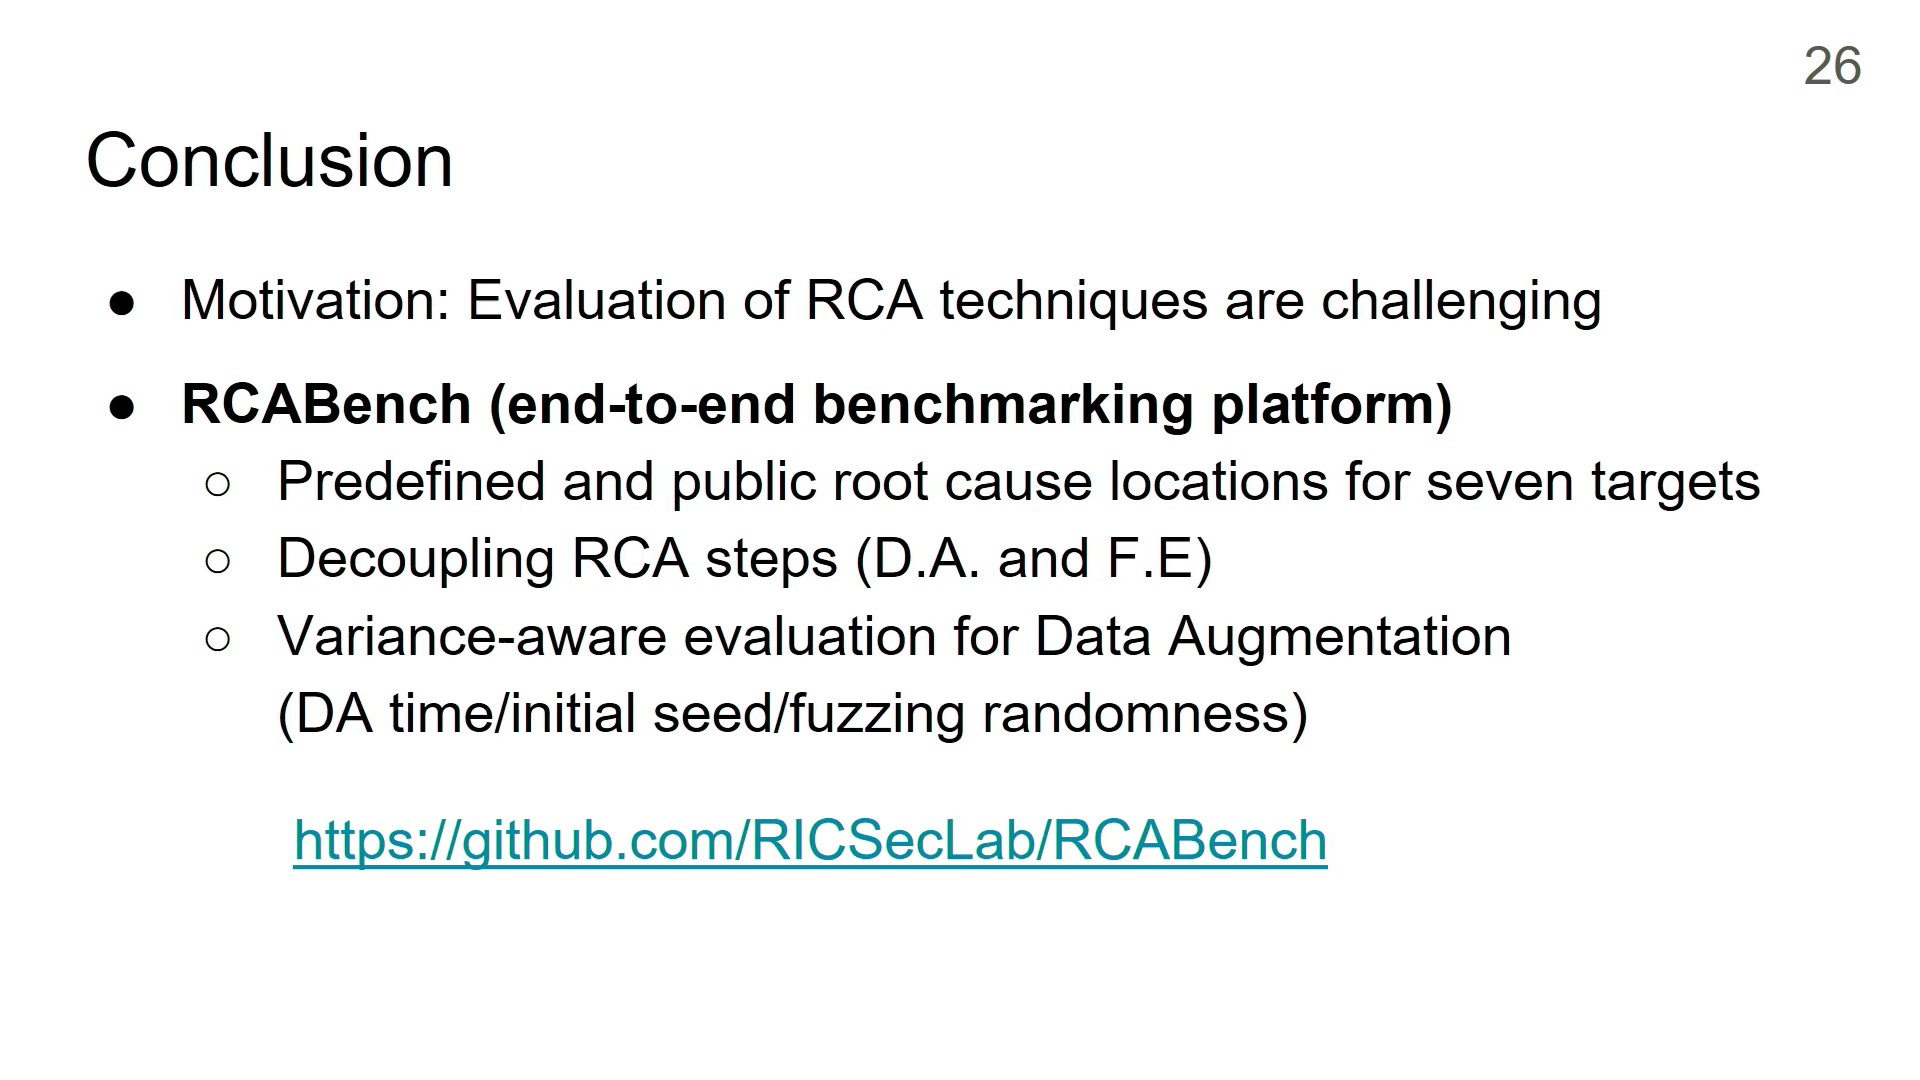 26
Conclusion
● Motivation: Evaluation of RCA techniques are challenging
● RCABench (end-to-end benchmarking platform)
○ Predefined and public root cause locations for seven targets
○ Decoupling RCA steps (D.A. and F.E)
○ Variance-aware evaluation for Data Augmentation
(DA time/initial seed/fuzzing randomness)
https://github.com/RICSecLab/RCABench